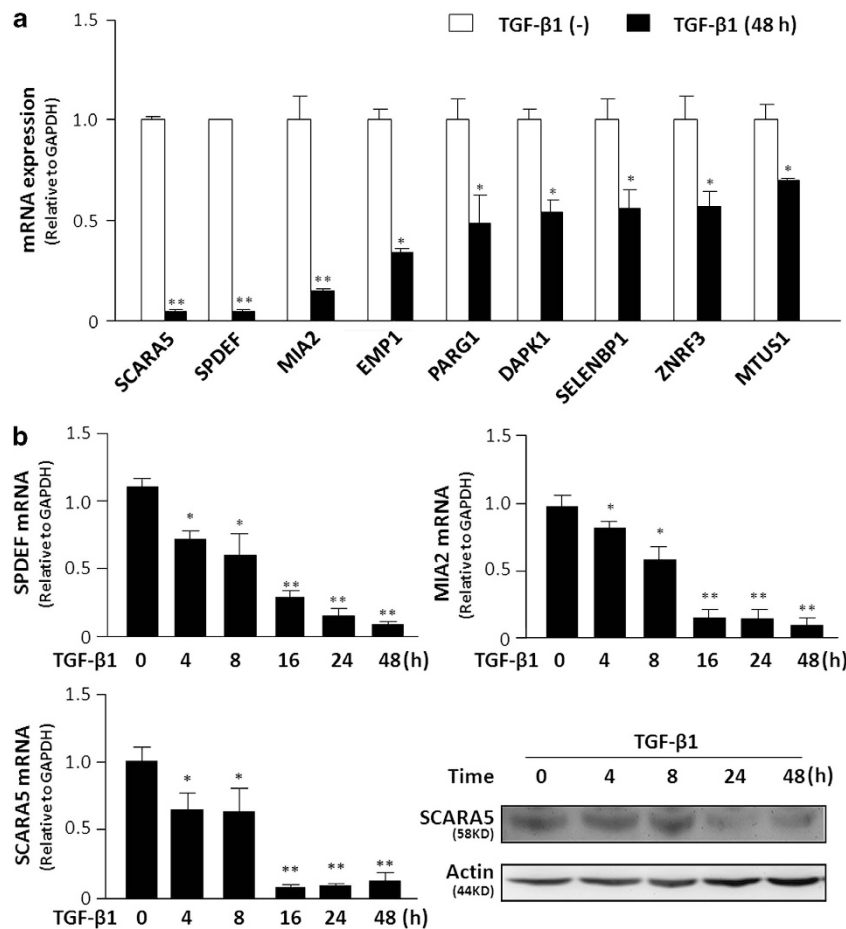 a
TGF-β1 (-) TGF-β1 (48 h)
mRNA expression
(Relative to GAPDH)
1.5
1.0
0.5
0
** ** ** * * * * * *
SCARA5 SPDEF MIA2 EMP1 PARG1 DAPK1 SELENBP1 ZNRF3 MTUS1
b
SPDEF mRNA
(Relative to GAPDH)
1.5
1.0
0.5
0
* * ** ** **
TGF-β1 0 4 8 16 24 48 (h)
MIA2 mRNA
(Relative to GAPDH)
1.5
1.0
0.5
0
* * ** ** **
TGF-β1 0 4 8 16 24 48 (h)
SCARA5 mRNA
(Relative to GAPDH)
1.5
1.0
0.5
0
* * ** ** **
TGF-β1 0 4 8 16 24 48 (h)
TGF-β1
Time 0 4 8 24 48 (h)
SCARA5
(58KD)
Actin
(44KD)